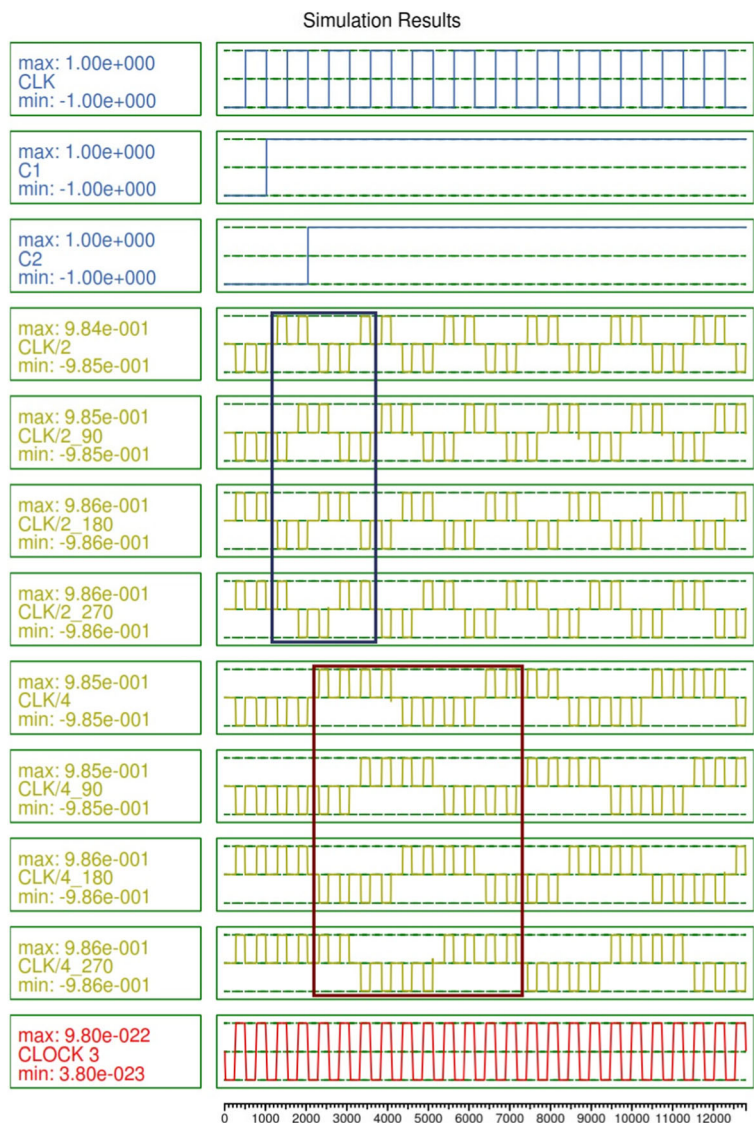 Simulation Results
max: 1.00e+000
CLK
min: -1.00e+000
max: 1.00e+000
C1
min: -1.00e+000
max: 1.00e+000
C2
min: -1.00e+000
max: 9.84e-001
CLK/2
min: -9.85e-001
max: 9.85e-001
CLK/2_90
min: -9.85e-001
max: 9.86e-001
CLK/2_180
min: -9.86e-001
max: 9.86e-001
CLK/2_270
min: -9.86e-001
max: 9.85e-001
CLK/4
min: -9.85e-001
max: 9.85e-001
CLK/4_90
min: -9.85e-001
max: 9.86e-001
CLK/4_180
min: -9.86e-001
max: 9.86e-001
CLK/4_270
min: -9.86e-001
max: 9.80e-022
CLOCK 3
min: 3.80e-023
0 1000 2000 3000 4000 5000 6000 7000 8000 9000 10000 11000 12000